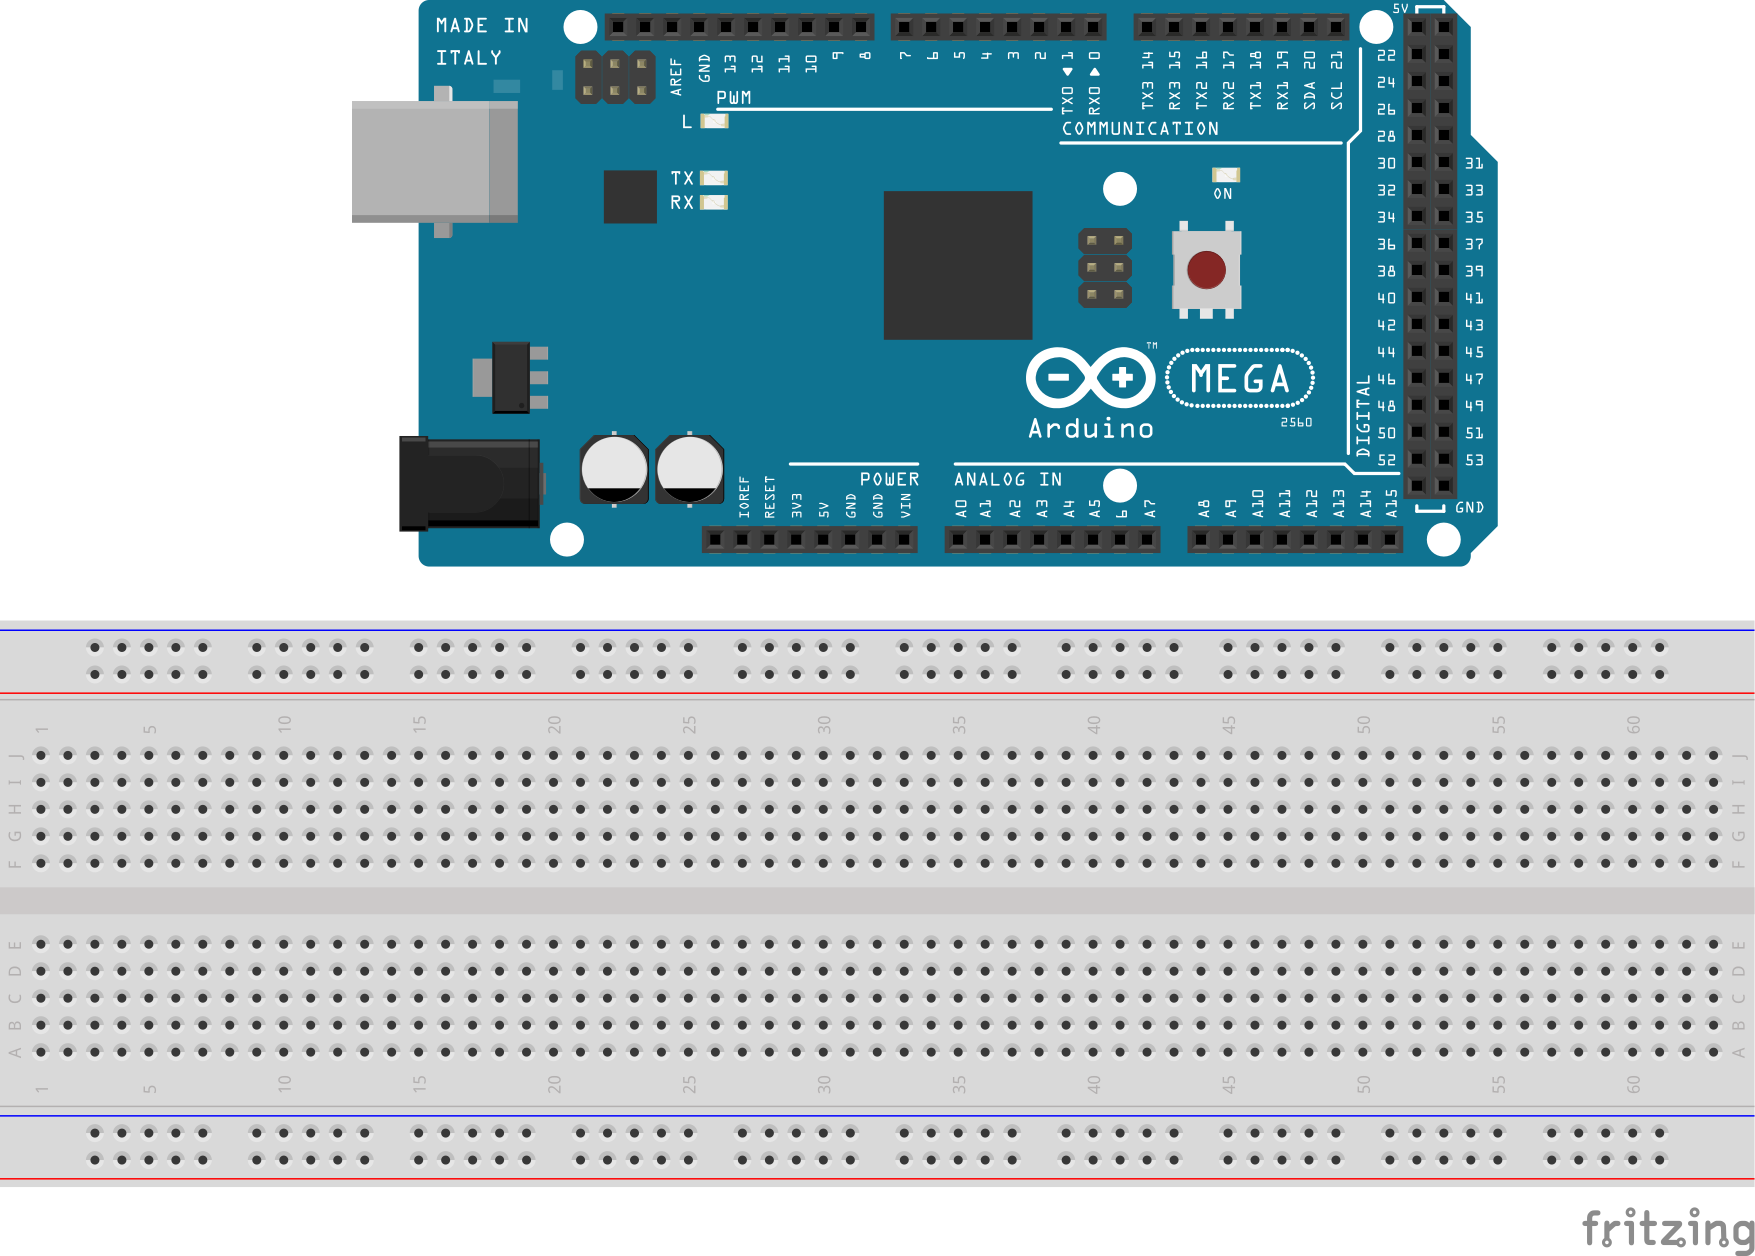 MADE IN
ITALY
5V
AREF GND 13 12 11 10 9 8 7 6 5 4 3 2 TX0 1 RX0 0 TX3 14 RX3 15 TX2 16 RX2 17 TX1 18 RX1 19 SDA 20 SCL 21
PWM
COMMUNICATION
L
TX
RX
ON
22
24
26
28
30 31
32 33
34 35
36 37
38 39
40 41
42 43
44 45
46 47
48 49
50 51
52 53
GND
DIGITAL
TM
MEGA
Arduino
2560
POWER
ANALOG IN
IOREF RESET 3V3 5V GND GND VIN A0 A1 A2 A3 A4 A5 6 A7 A8 A9 A10 A11 A12 A13 A14 A15
1 5 10 15 20 25 30 35 40 45 50 55 60
J J
I I
H H
G G
F F
E E
D D
C C
B B
A A
1 5 10 15 20 25 30 35 40 45 50 55 60
fritzing